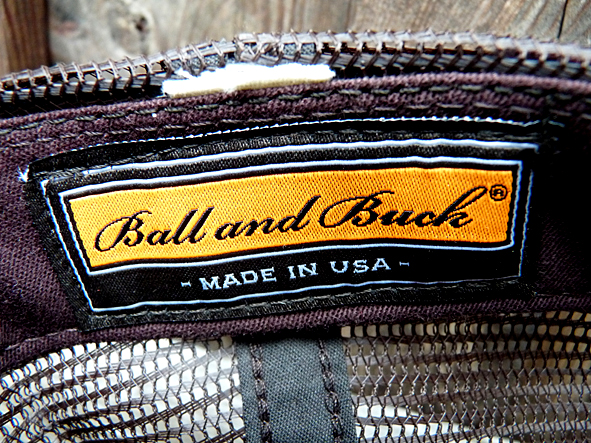 Ball and Buck®
- MADE IN USA -